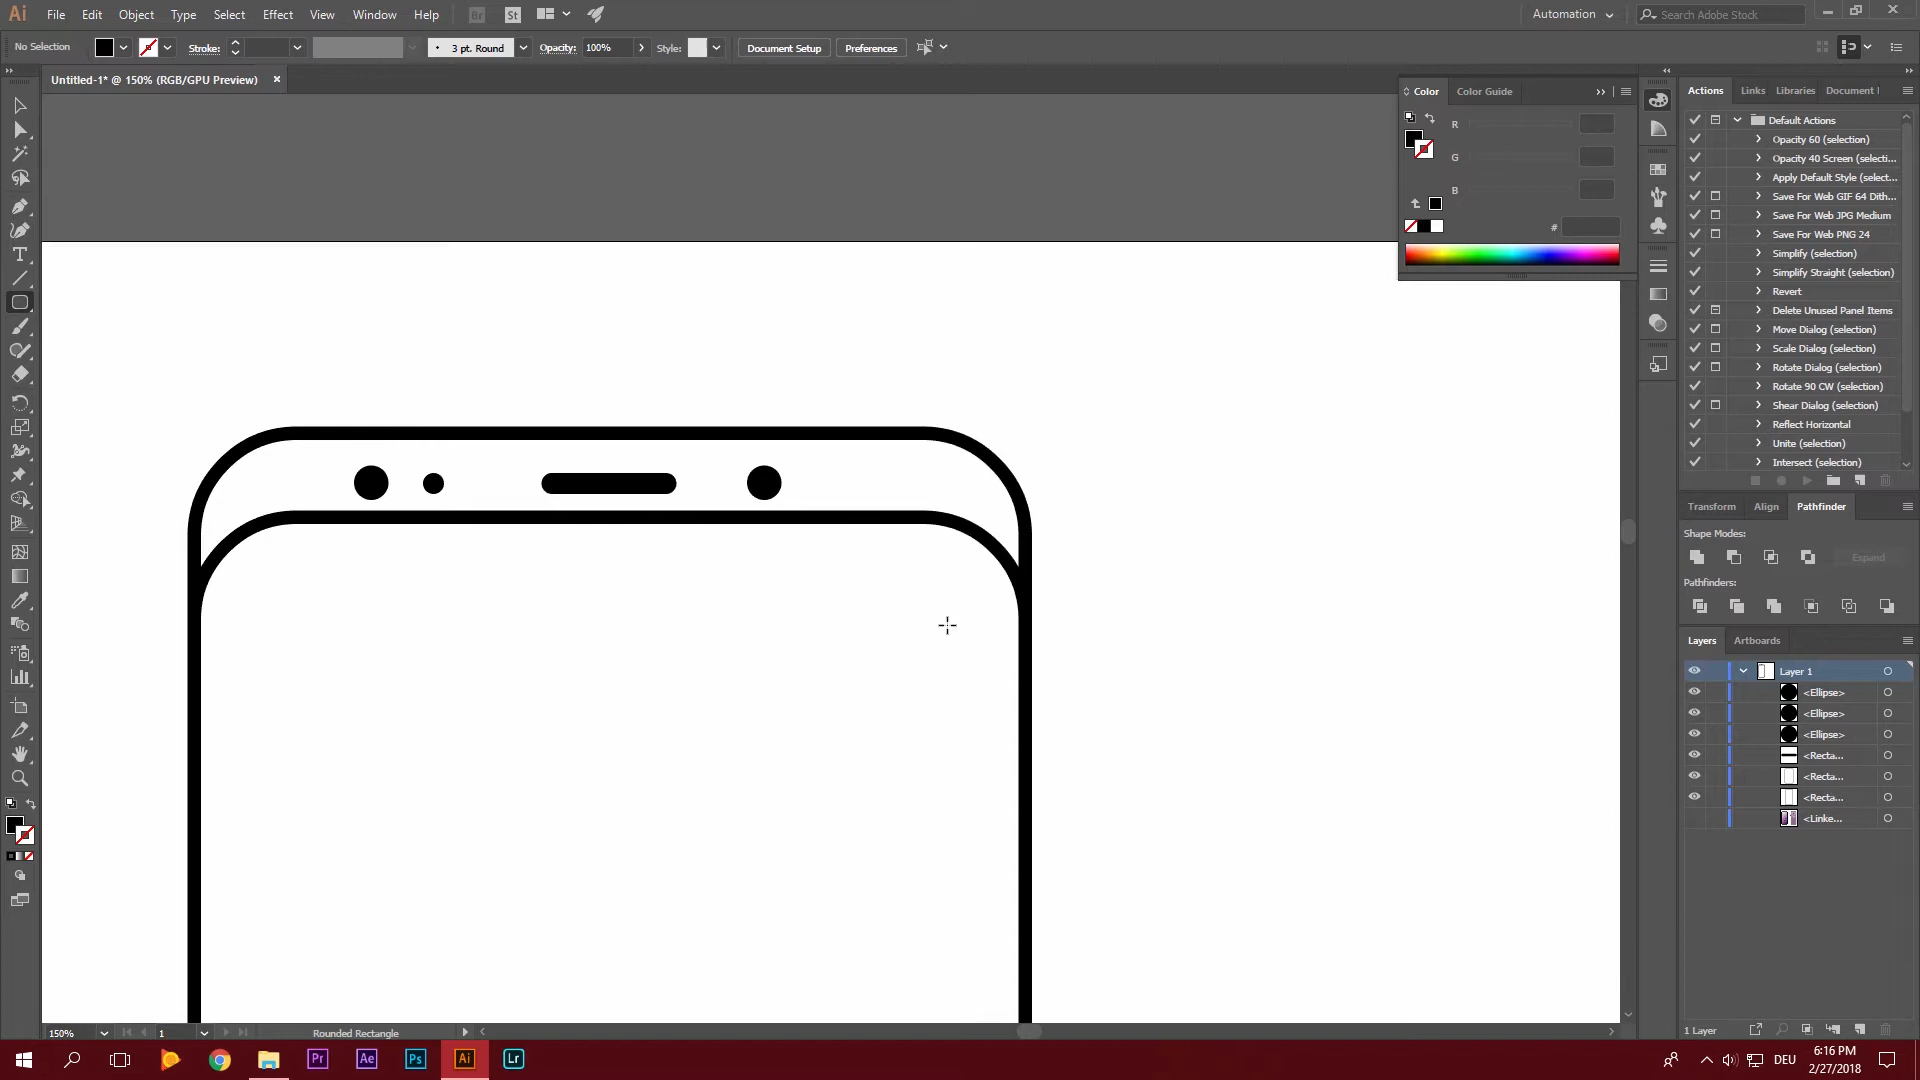 Ai File Edit Object Type Select Effect View Window Help Br St Automation Search Adobe Stock
No Selection Stroke: 3 pt. Round Opacity: 100% Style: Document Setup Preferences
Untitled-1* @ 150% (RGB/GPU Preview)
Color Color Guide
R
G
B
#
Actions Links Libraries Document I
Default Actions
Opacity 60 (selection)
Opacity 40 Screen (selecti...
Apply Default Style (select...
Save For Web GIF 64 Dith...
Save For Web JPG Medium
Save For Web PNG 24
Simplify (selection)
Simplify Straight (selection)
Revert
Delete Unused Panel Items
Move Dialog (selection)
Scale Dialog (selection)
Rotate Dialog (selection)
Rotate 90 CW (selection)
Shear Dialog (selection)
Reflect Horizontal
Unite (selection)
Intersect (selection)
Transform Align Pathfinder
Shape Modes:
Expand
Pathfinders:
Layers Artboards
Layer 1
<Ellipse>
<Ellipse>
<Ellipse>
<Recta...
<Recta...
<Recta...
<Linke...
1 Layer
150% 1 Rounded Rectangle
Pr Ae Ps Ai Lr
DEU
6:16 PM
2/27/2018